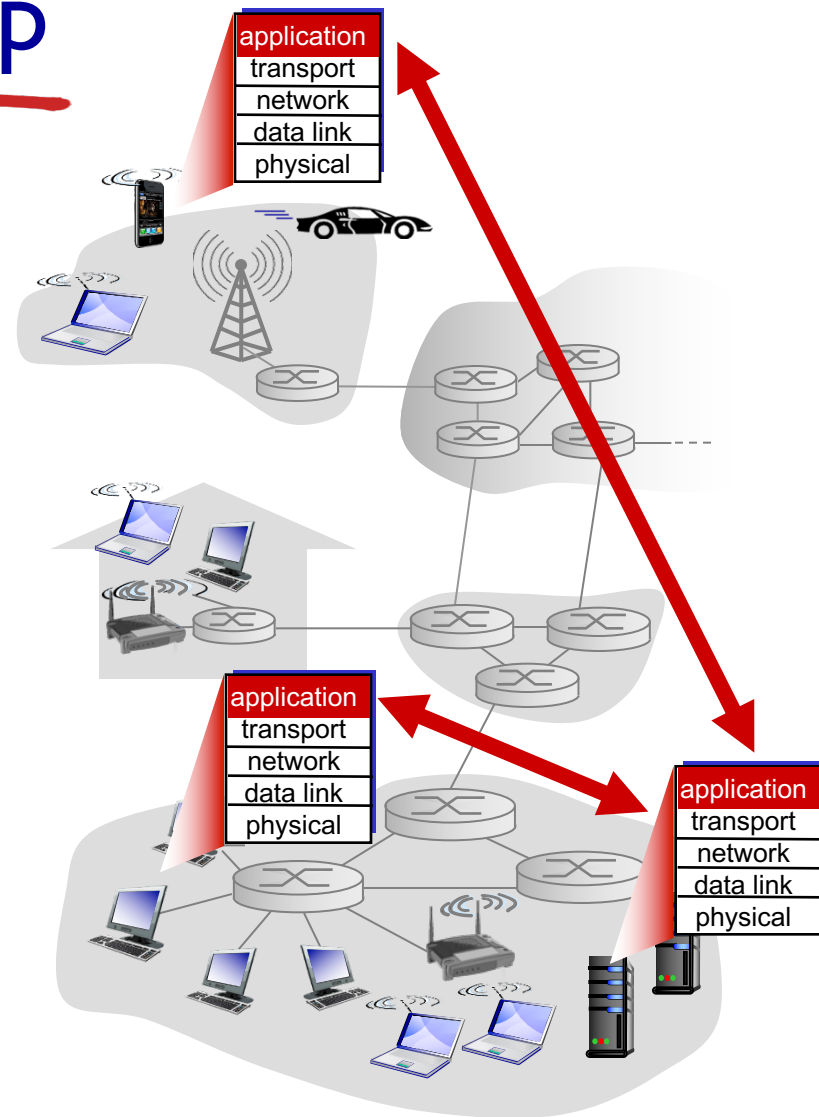 p
application
transport
network
data link
physical
application
transport
network
data link
physical
application
transport
network
data link
physical